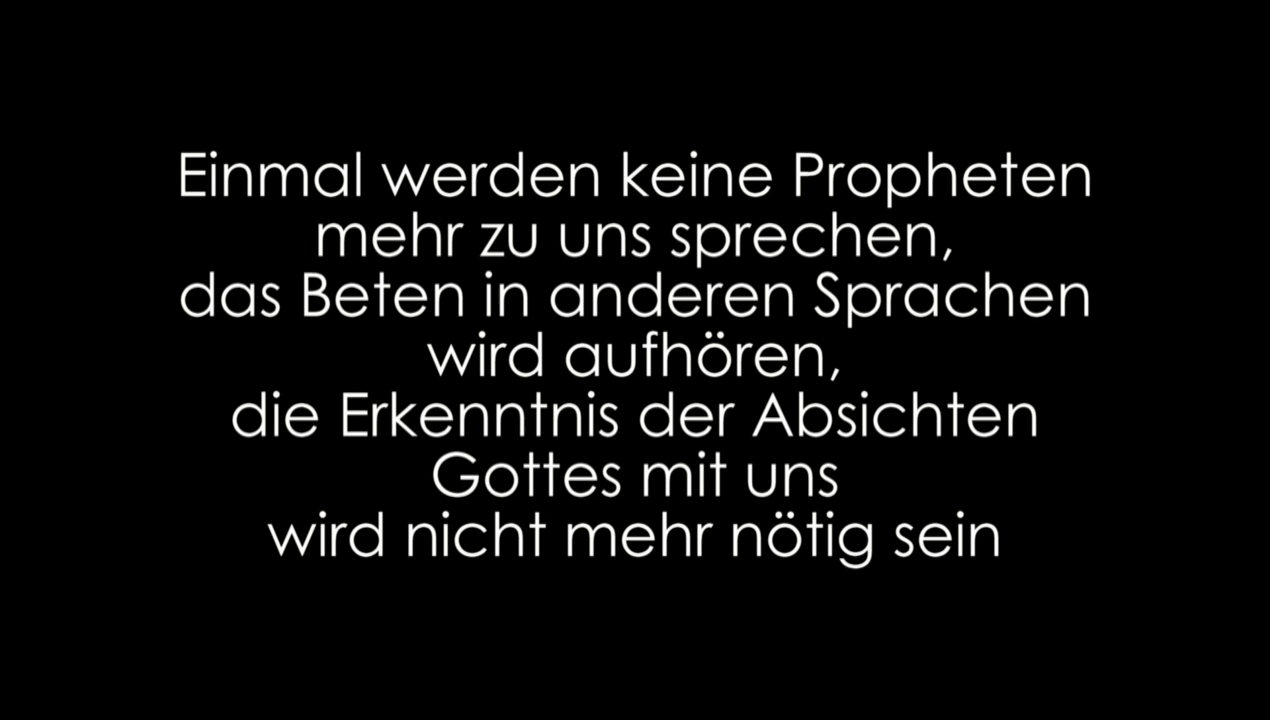 Einmal werden keine Propheten
mehr zu uns sprechen,
das Beten in anderen Sprachen
wird aufhören,
die Erkenntnis der Absichten
Gottes mit uns
wird nicht mehr nötig sein